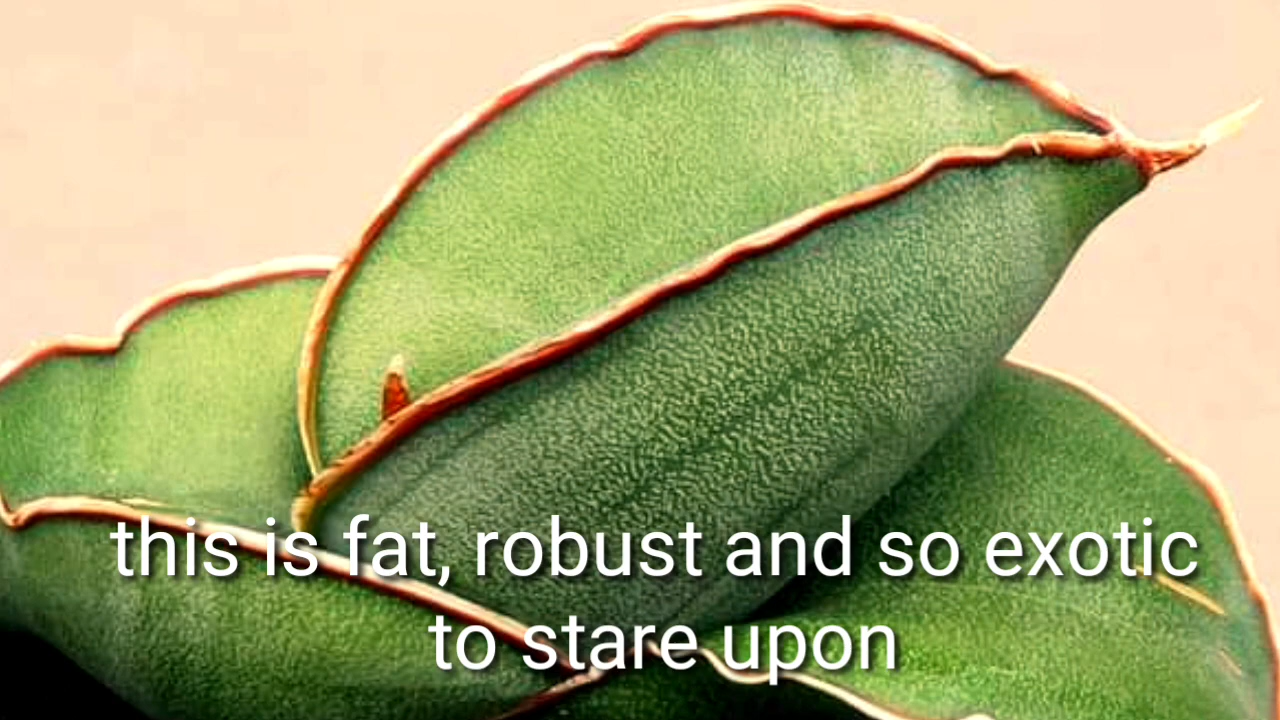 this is fat, robust and so exotic
to stare upon